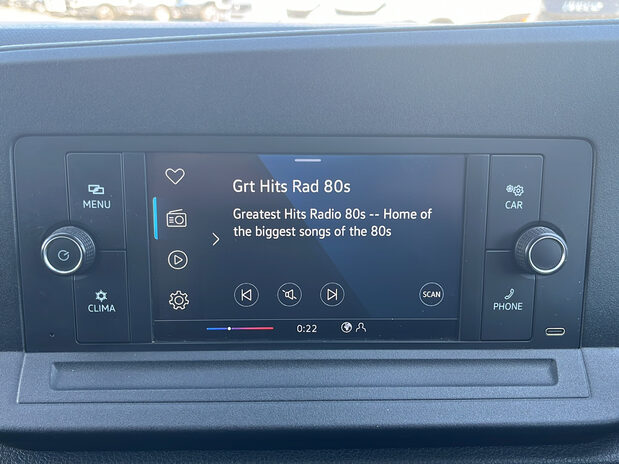 MENU
CLIMA
Grt Hits Rad 80s
Greatest Hits Radio 80s -- Home of
the biggest songs of the 80s
SCAN
0:22
CAR
PHONE